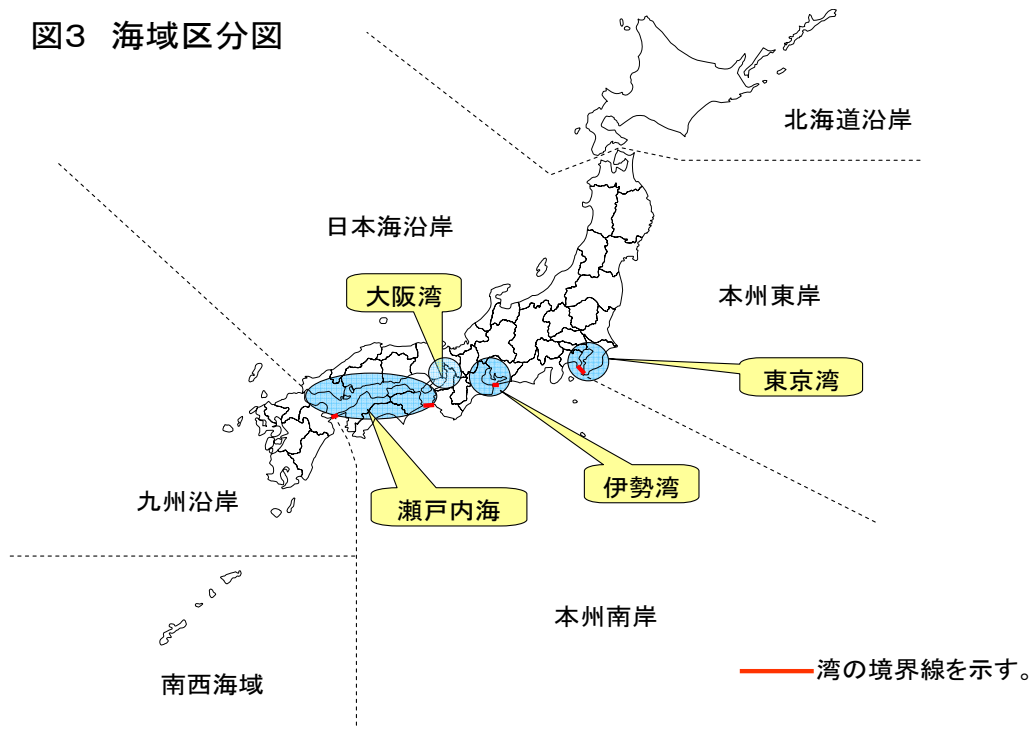 図3 海域区分図
北海道沿岸
日本海沿岸
大阪湾
本州東岸
東京湾
伊勢湾
九州沿岸
瀬戸内海
本州南岸
南西海域
湾の境界線を示す。